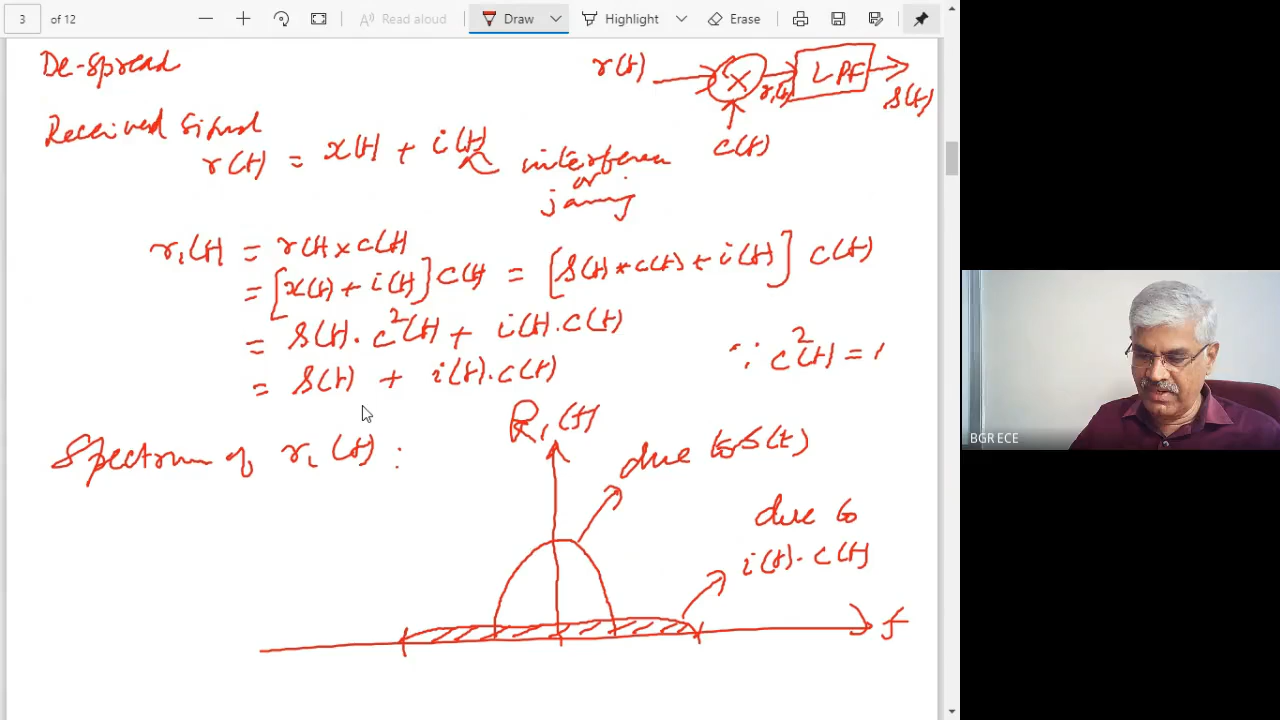 3 of 12 Read aloud Draw Highlight Erase
De-spread
r(t) × r₁(t) LPF s(t)
c(t)
Received Signal
r(t) = x(t) + i(t) interference
or
jaming
r₁(t) = r(t) × c(t)
= [x(t) + i(t)] c(t) = [s(t) * c(t) + i(t)] c(t)
= s(t) · c²(t) + i(t) · c(t)
∵ c²(t) = 1
= s(t) + i(t) · c(t)
Spectrum of r₁(t) :
R₁(f)
due to s(t)
due to
i(t) · c(t)
f
BGR ECE